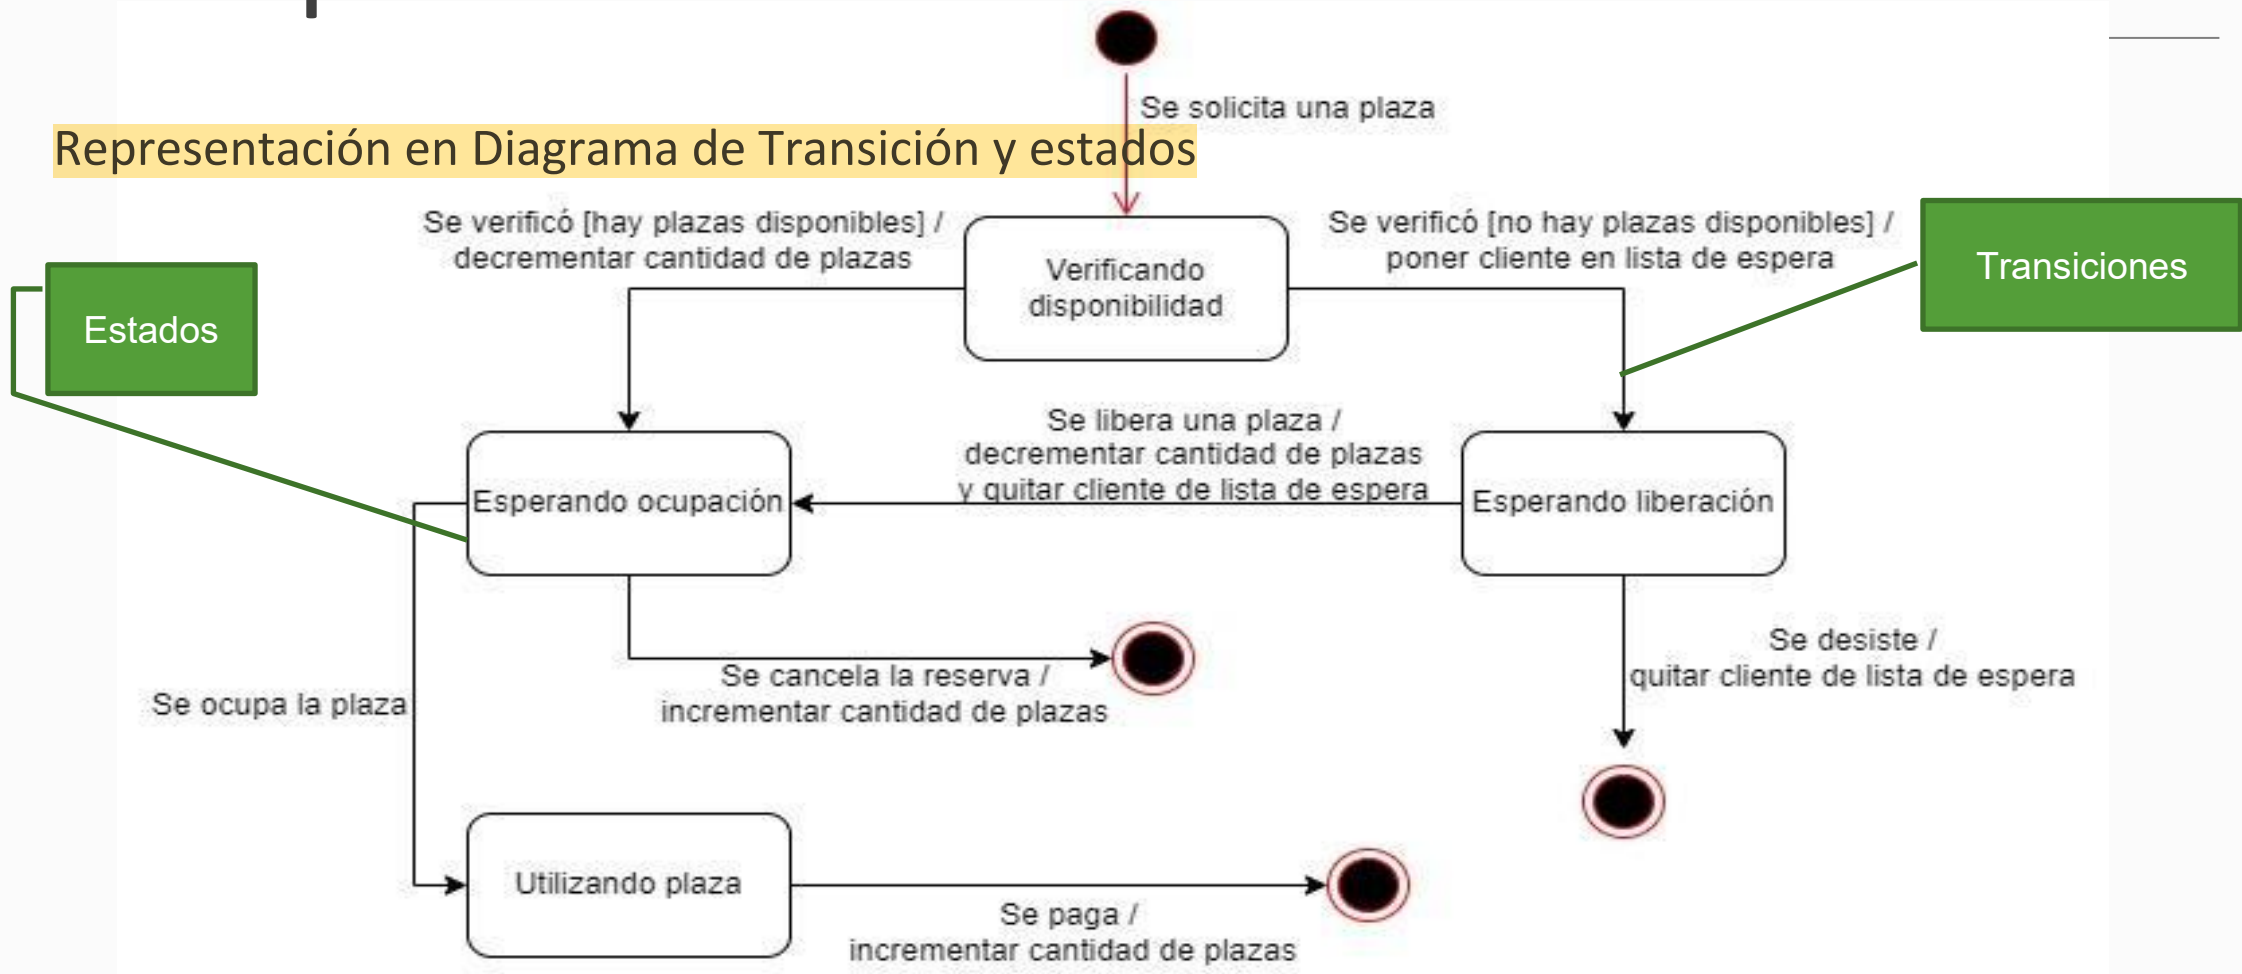 Se solicita una plaza
Representación en Diagrama de Transición y estados
Se verificó [hay plazas disponibles] /
decrementar cantidad de plazas
Verificando
disponibilidad
Se verificó [no hay plazas disponibles] /
poner cliente en lista de espera
Transiciones
Estados
Se libera una plaza /
decrementar cantidad de plazas
y quitar cliente de lista de espera
Esperando ocupación
Esperando liberación
Se cancela la reserva /
incrementar cantidad de plazas
Se desiste /
quitar cliente de lista de espera
Se ocupa la plaza
Utilizando plaza
Se paga /
incrementar cantidad de plazas